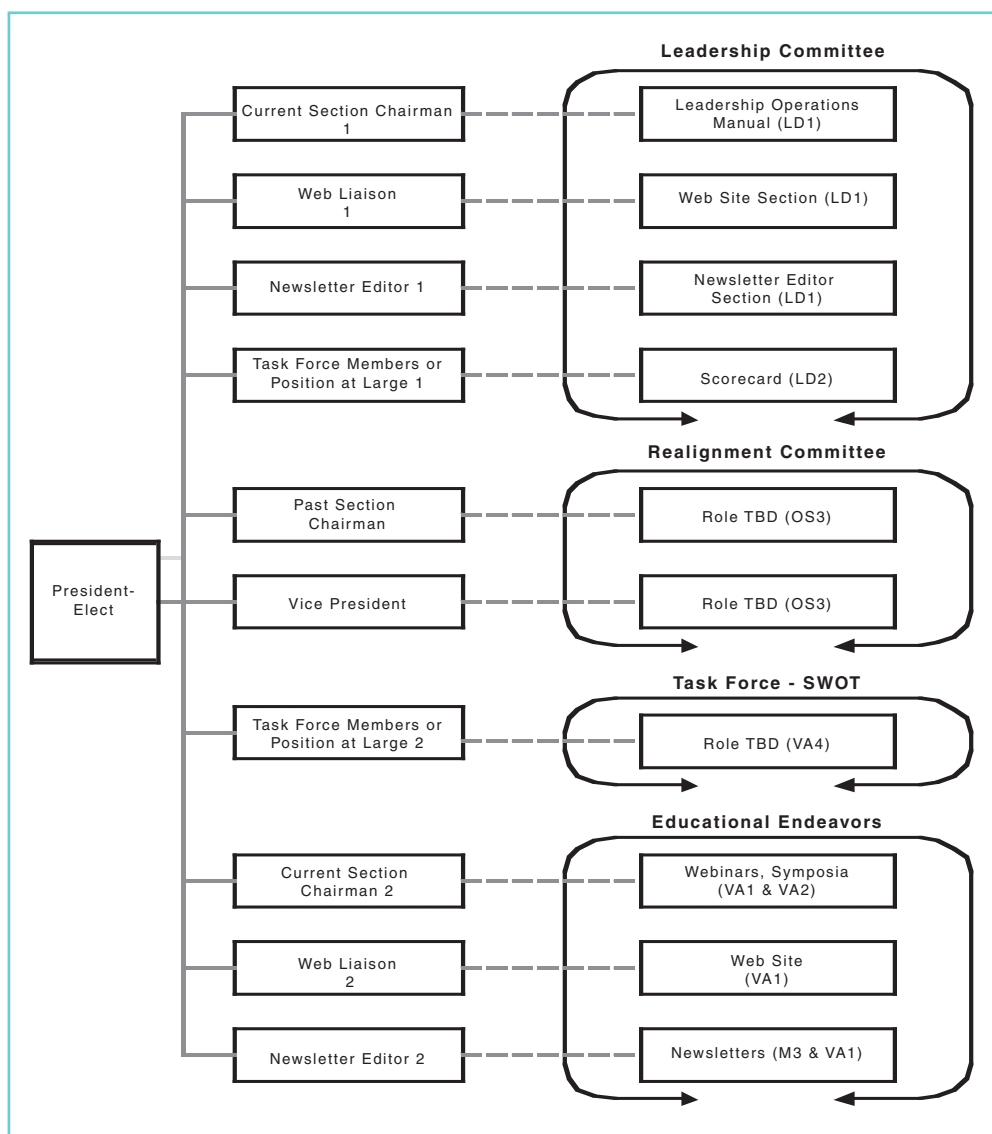 Leadership Committee
Current Section Chairman
1
Leadership Operations
Manual (LD1)
Web Liaison
1
Web Site Section (LD1)
Newsletter Editor 1
Newsletter Editor
Section (LD1)
Task Force Members or
Position at Large 1
Scorecard (LD2)
Realignment Committee
Past Section
Chairman
Role TBD (OS3)
President-
Elect
Vice President
Role TBD (OS3)
Task Force - SWOT
Task Force Members or
Position at Large 2
Role TBD (VA4)
Educational Endeavors
Current Section
Chairman 2
Webinars, Symposia
(VA1 & VA2)
Web Liaison
2
Web Site
(VA1)
Newsletter Editor 2
Newsletters (M3 & VA1)